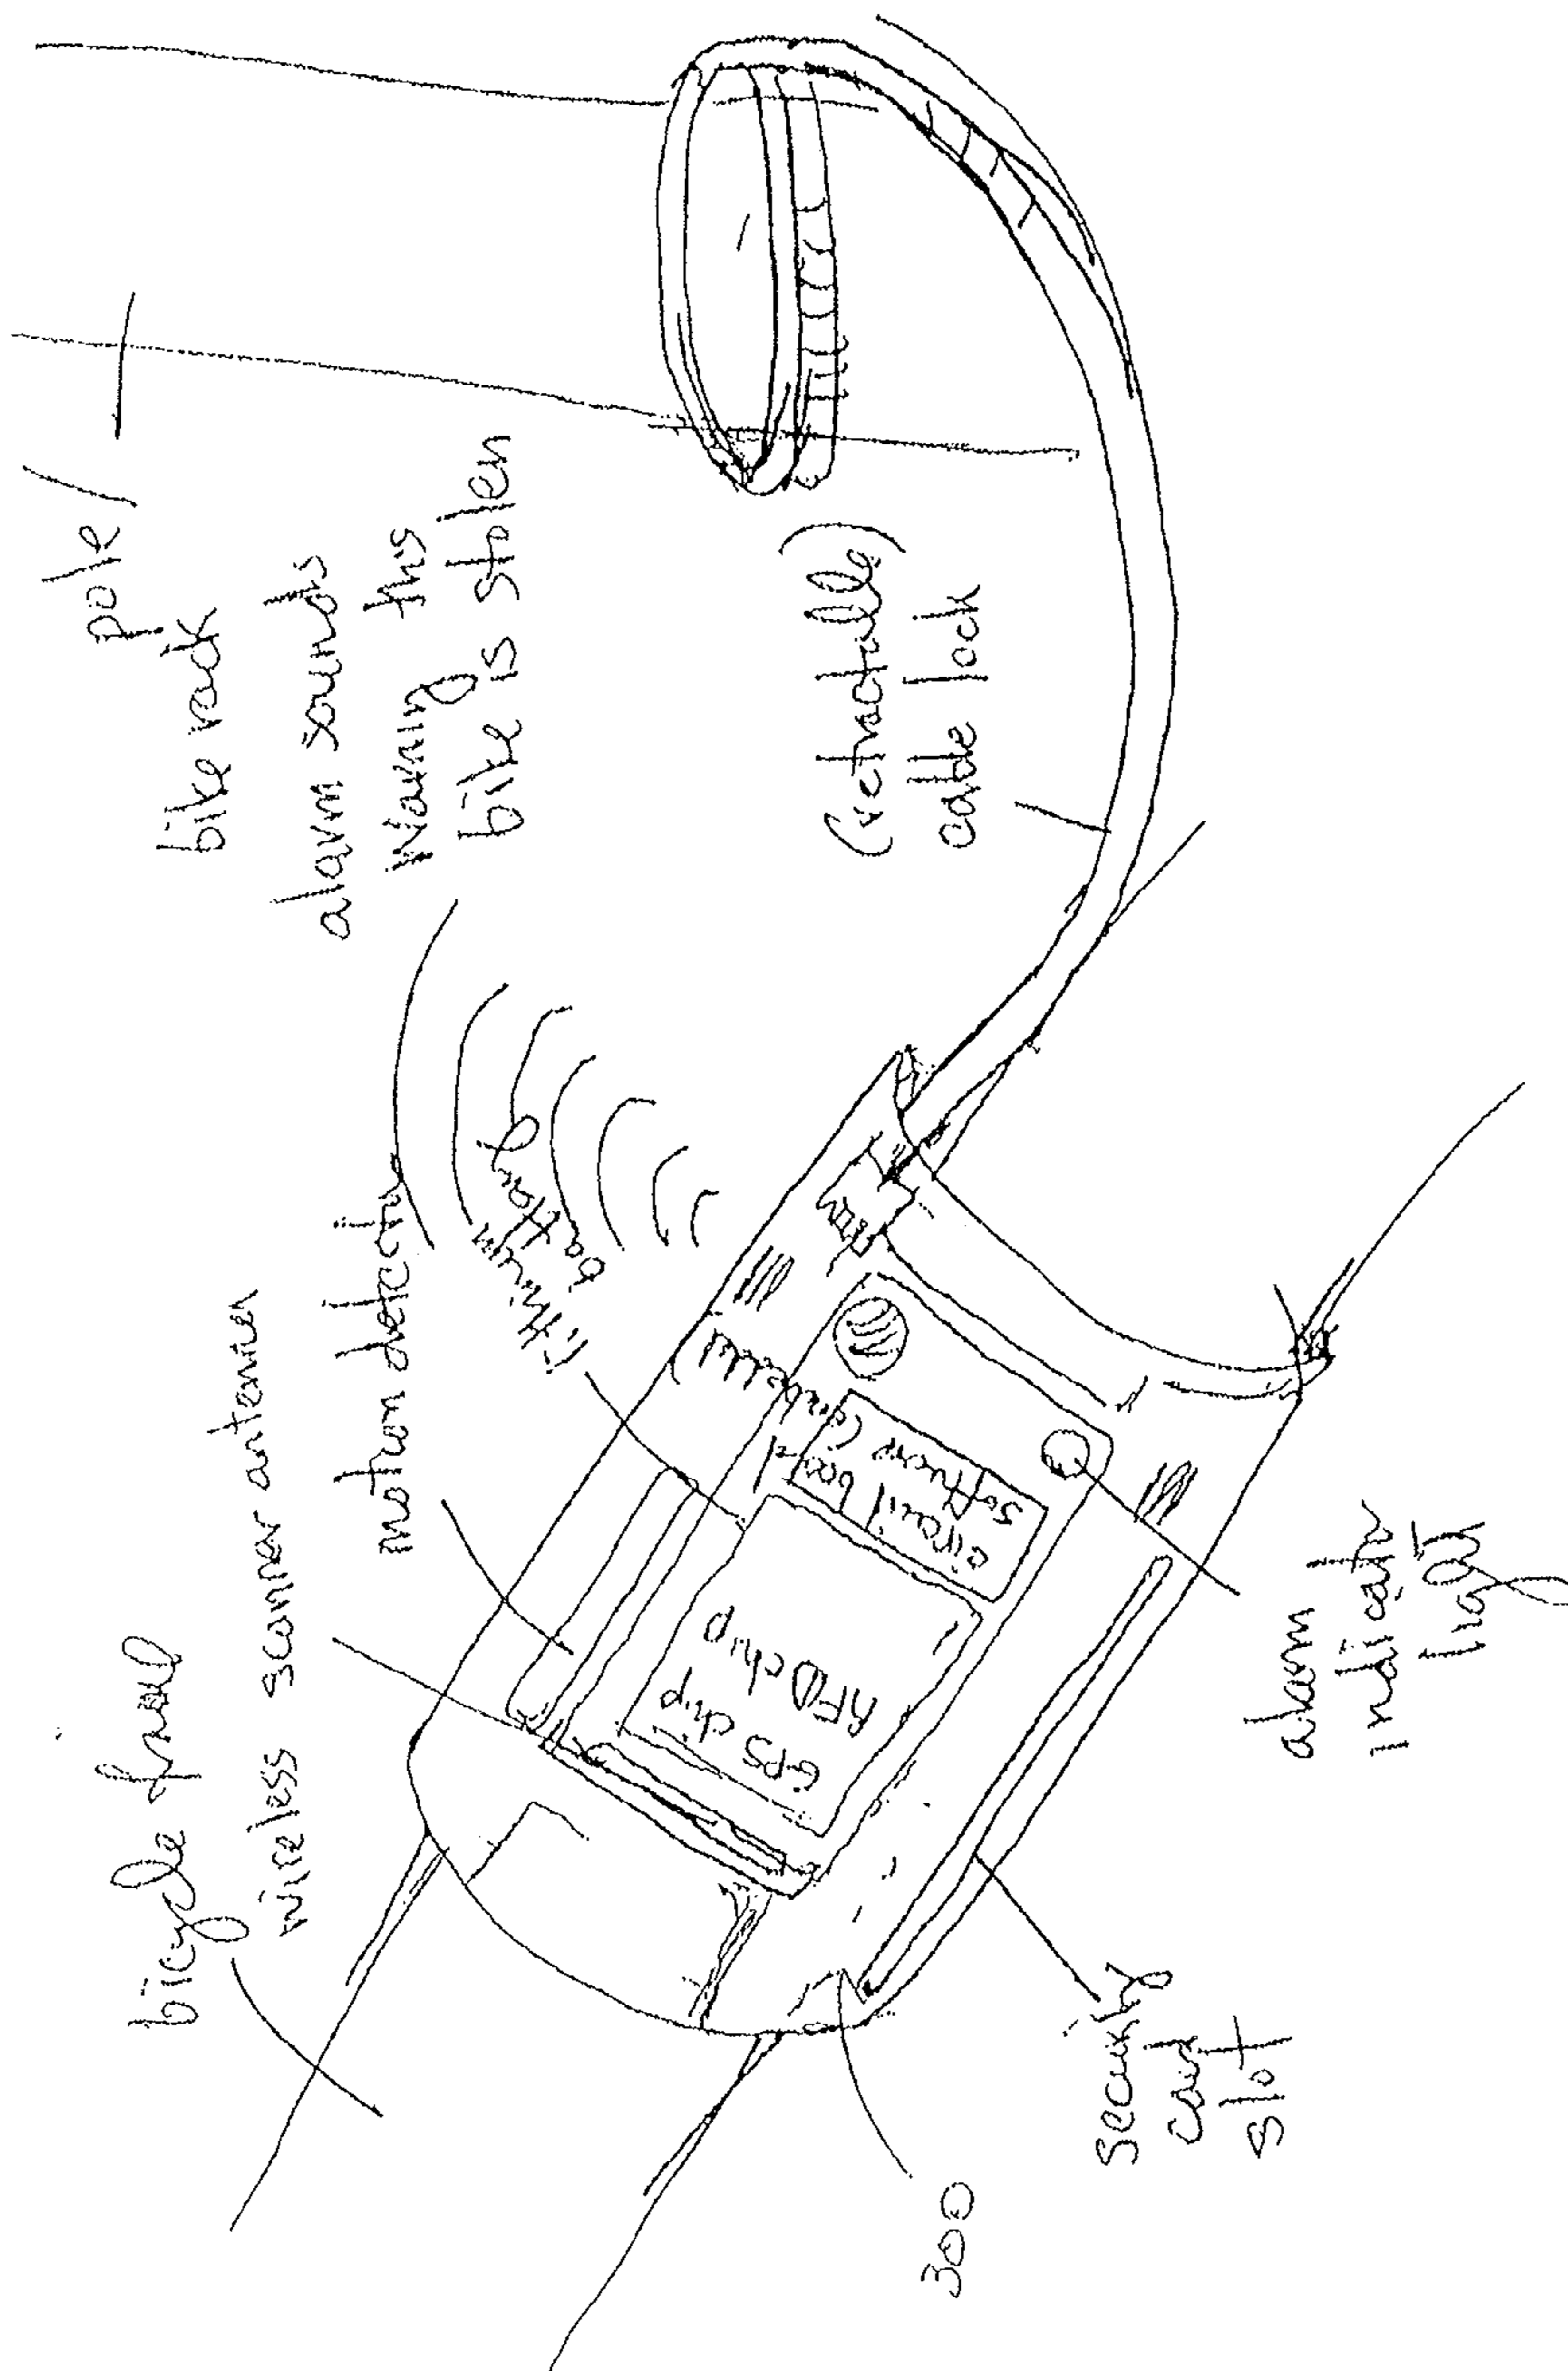 pole/
bike rack
alarm sounds
warning this
bike is stolen
(retractable)
cable lock
bicycle frame
wireless scanner antenna
motion detector
lithium
battery
GPS chip
RFID chip
circuit board
software
alarm
indicator
light
security
card
slot
300